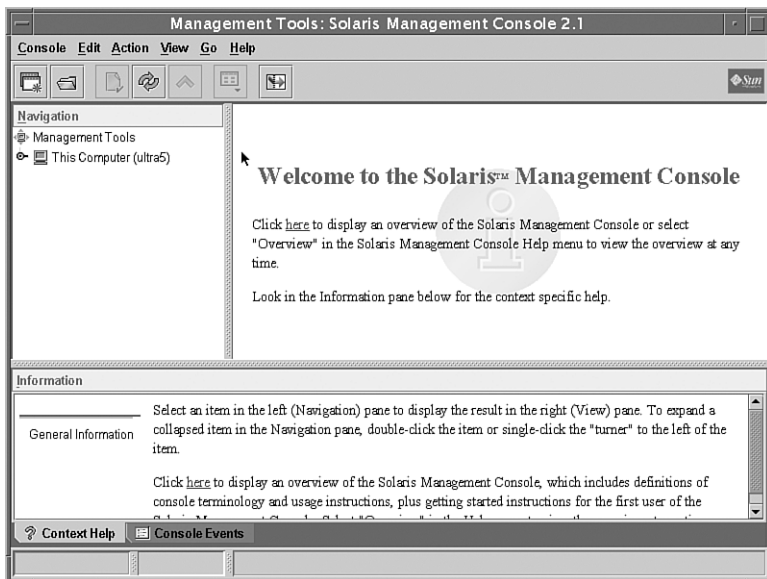 Management Tools: Solaris Management Console 2.1
Console Edit Action View Go Help
Sun
Navigation
Management Tools
This Computer (ultra5)
Welcome to the Solaris™ Management Console
Click here to display an overview of the Solaris Management Console or select
"Overview" in the Solaris Management Console Help menu to view the overview at any
time.
Look in the Information pane below for the context specific help.
Information
General Information
Select an item in the left (Navigation) pane to display the result in the right (View) pane. To expand a
collapsed item in the Navigation pane, double-click the item or single-click the "turner" to the left of the
item.
Click here to display an overview of the Solaris Management Console, which includes definitions of
console terminology and usage instructions, plus getting started instructions for the first user of the
Context Help
Console Events